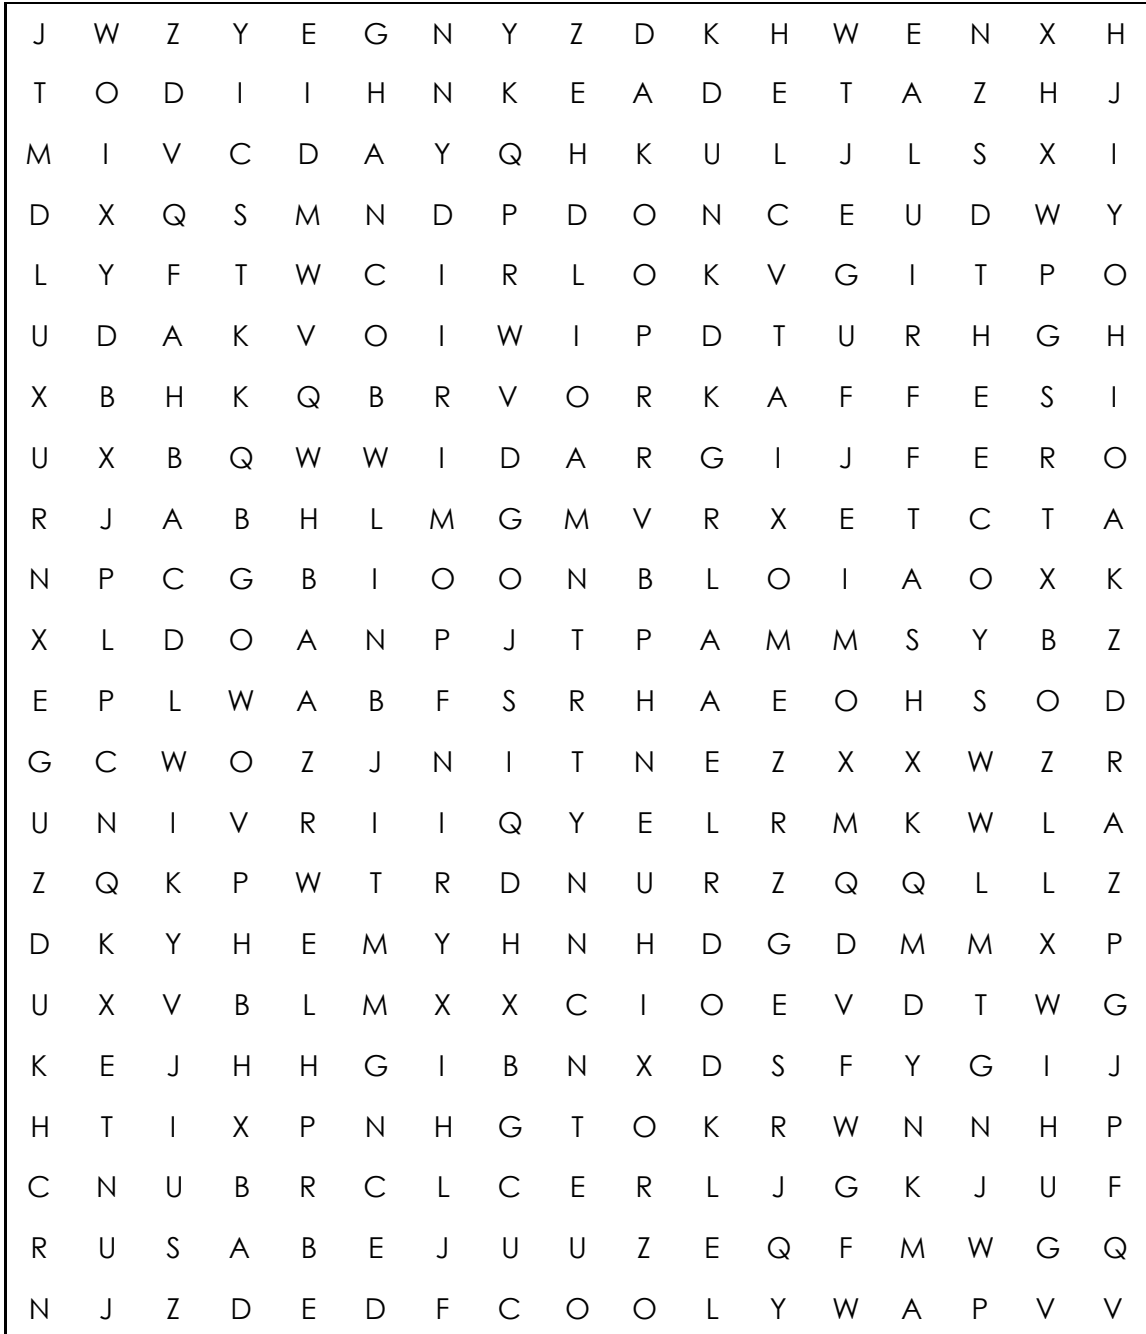 J W Z Y E G N Y Z D K H W E N X H
T O D I I H N K E A D E T A Z H J
M I V C D A Y Q H K U L J L S X I
D X Q S M N D P D O N C E U D W Y
L Y F T W C I R L O K V G I T P O
U D A K V O I W I P D T U R H G H
X B H K Q B R V O R K A F F E S I
U X B Q W W I D A R G I J F E R O
R J A B H L M G M V R X E T C T A
N P C G B I O O N B L O I A O X K
X L D O A N P J T P A M M S Y B Z
E P L W A B F S R H A E O H S O D
G C W O Z J N I T N E Z X X W Z R
U N I V R I I Q Y E L R M K W L A
Z Q K P W T R D N U R Z Q Q L L Z
D K Y H E M Y H N H D G D M M X P
U X V B L M X X C I O E V D T W G
K E J H H G I B N X D S F Y G I J
H T I X P N H G T O K R W N N H P
C N U B R C L C E R L J G K J U F
R U S A B E J U U Z E Q F M W G Q
N J Z D E D F C O O L Y W A P V V